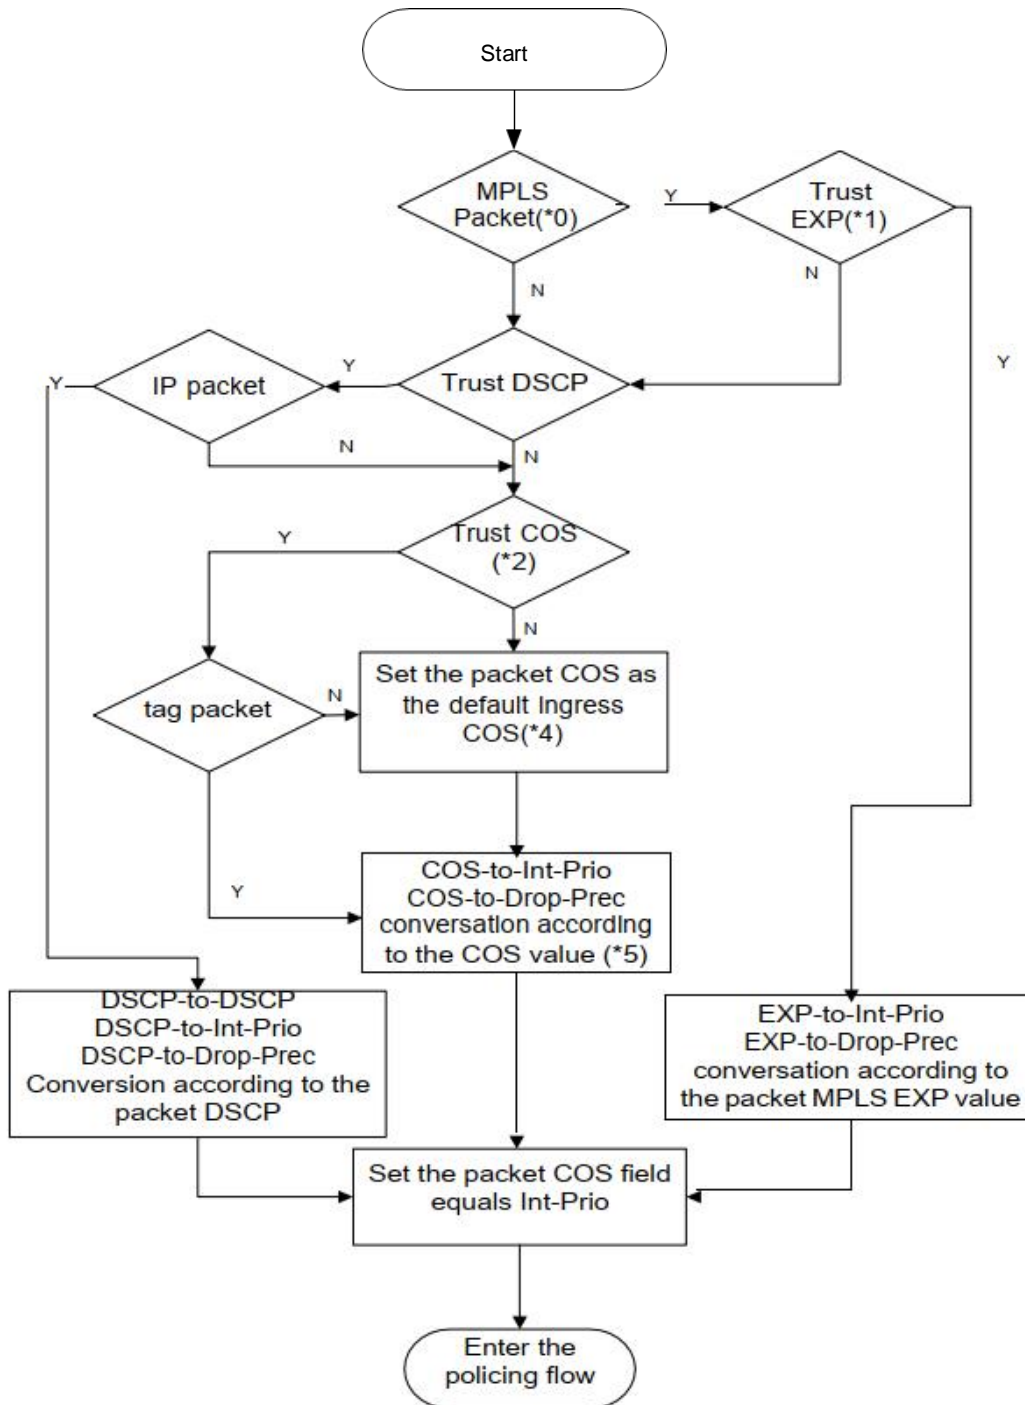 Start
MPLS
Packet(*0)
Y
Trust
EXP(*1)
N
N
Y
Y
IP packet
Y
Trust DSCP
N
N
Y
Trust COS
(*2)
N
tag packet
N
Set the packet COS as
the default Ingress
COS(*4)
Y
COS-to-Int-Prio
COS-to-Drop-Prec
conversation according
to the COS value (*5)
DSCP-to-DSCP
DSCP-to-Int-Prio
DSCP-to-Drop-Prec
Conversion according to the
packet DSCP
EXP-to-Int-Prio
EXP-to-Drop-Prec
conversation according to
the packet MPLS EXP value
Set the packet COS field
equals Int-Prio
Enter the
policing flow